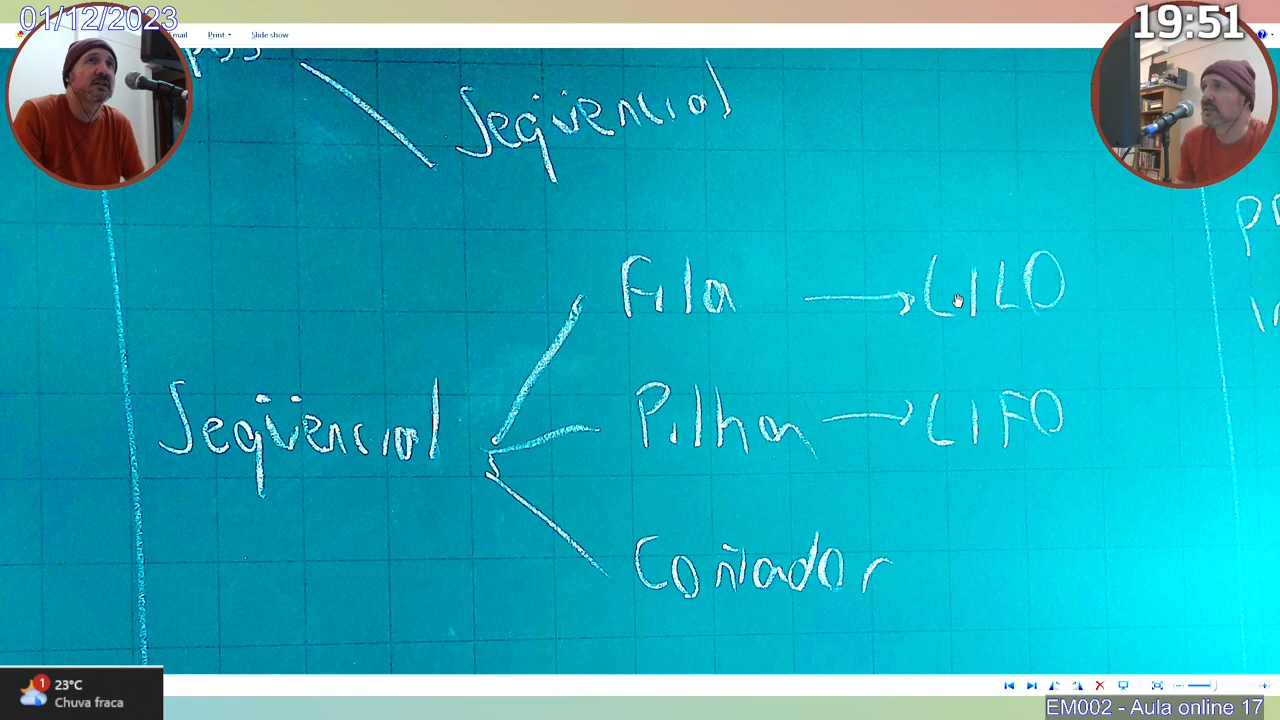 01/12/2023
19:51
Email Print Slide show
Seqüencial
Fila → LILO
Seqüencial
Pilha → LIFO
Contador
1
23°C
Chuva fraca
EM002 - Aula online 17